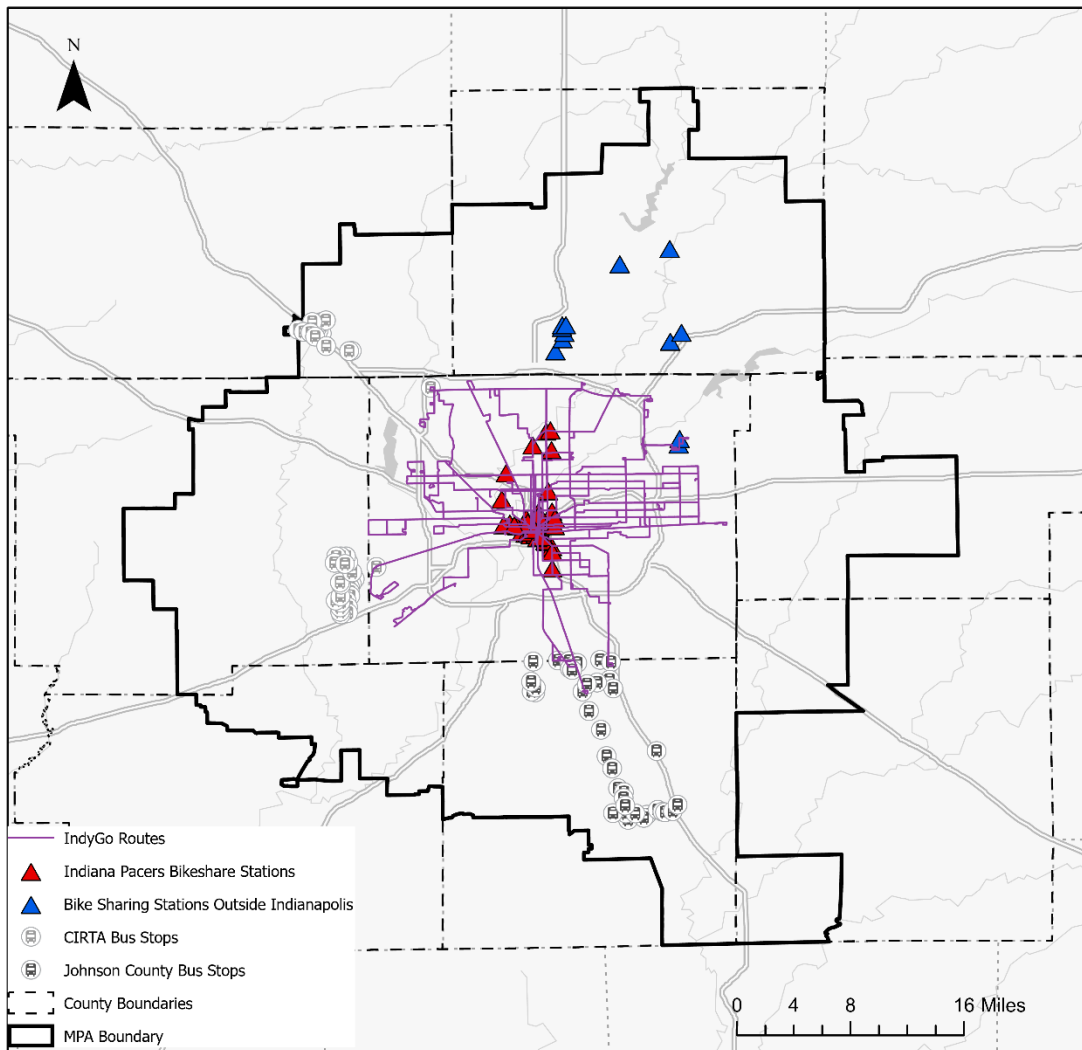 N
IndyGo Routes
Indiana Pacers Bikeshare Stations
Bike Sharing Stations Outside Indianapolis
CIRTA Bus Stops
Johnson County Bus Stops
County Boundaries
MPA Boundary
0 4 8 16 Miles